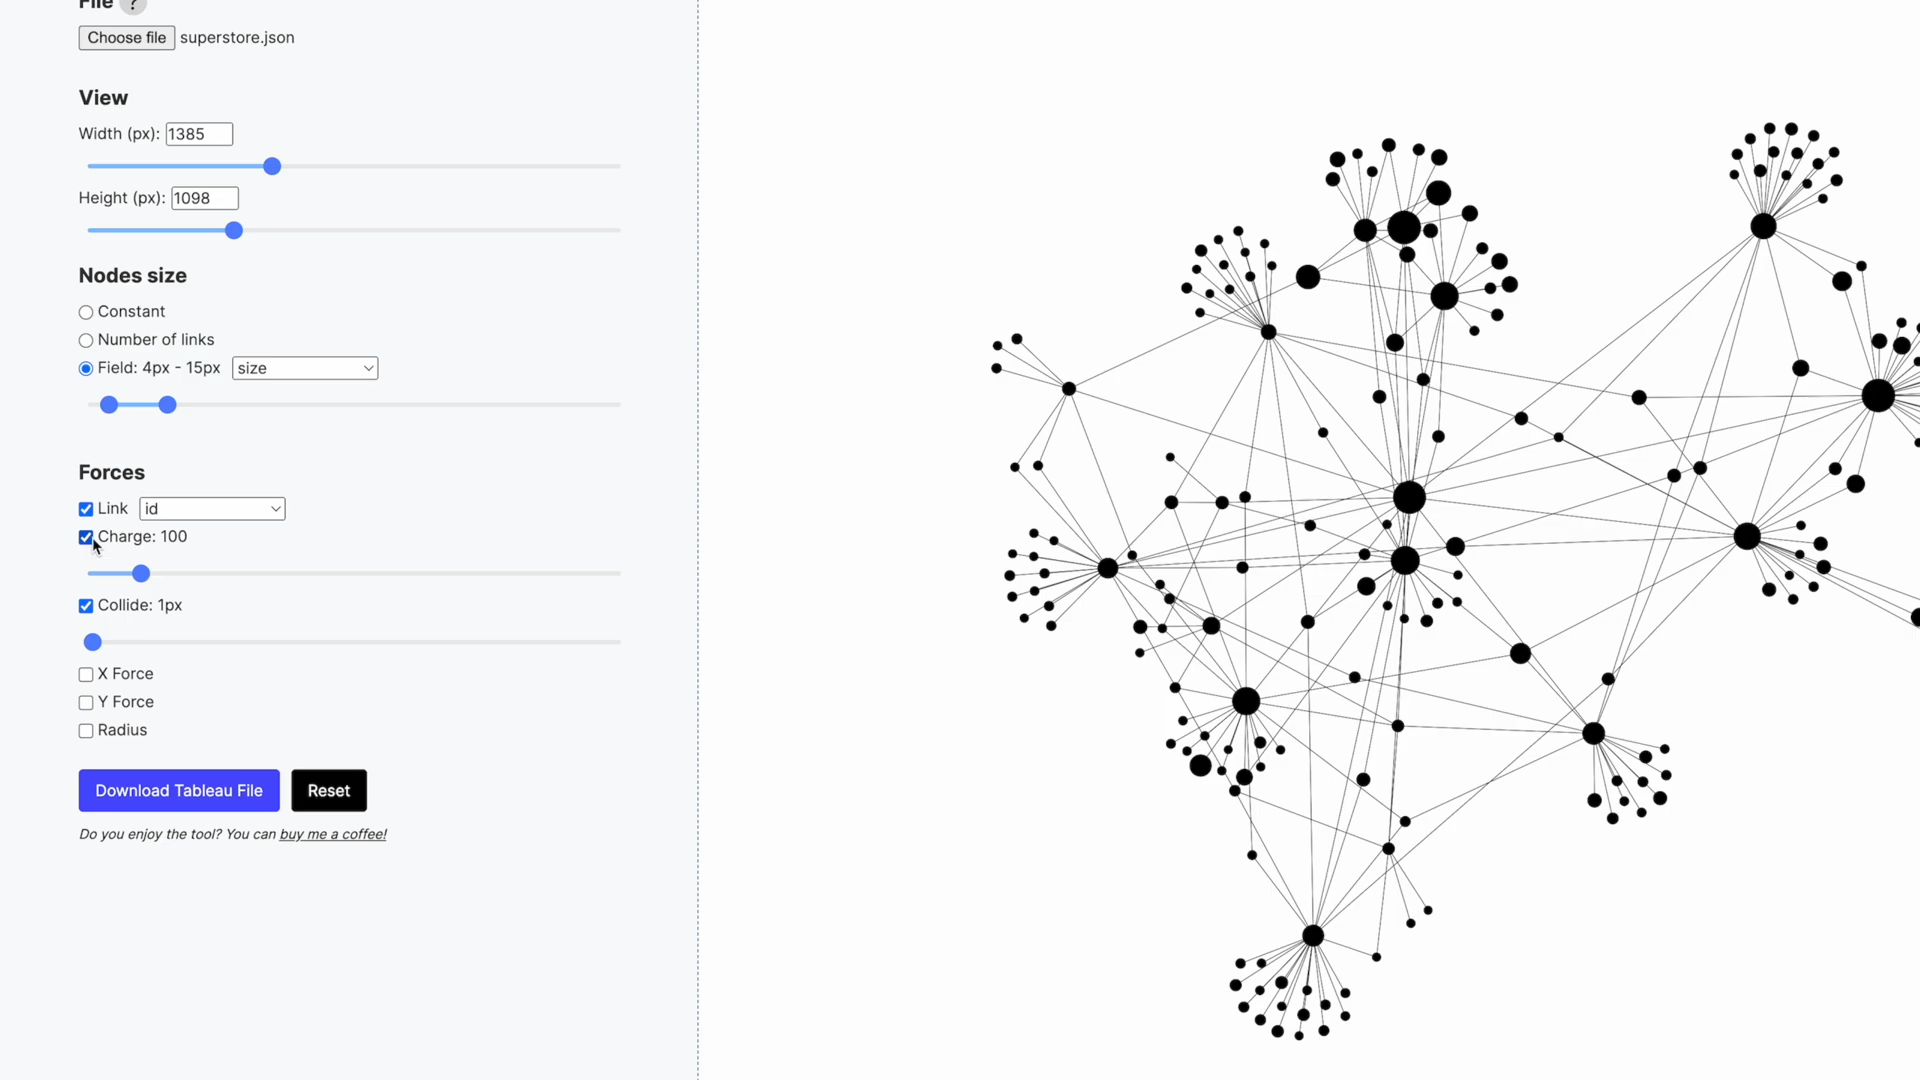 File ?
Choose file superstore.json
View
Width (px): 1385
Height (px): 1098
Nodes size
Constant
Number of links
Field: 4px - 15px size
Forces
Link id
Charge: 100
Collide: 1px
X Force
Y Force
Radius
Download Tableau File Reset
Do you enjoy the tool? You can buy me a coffee!